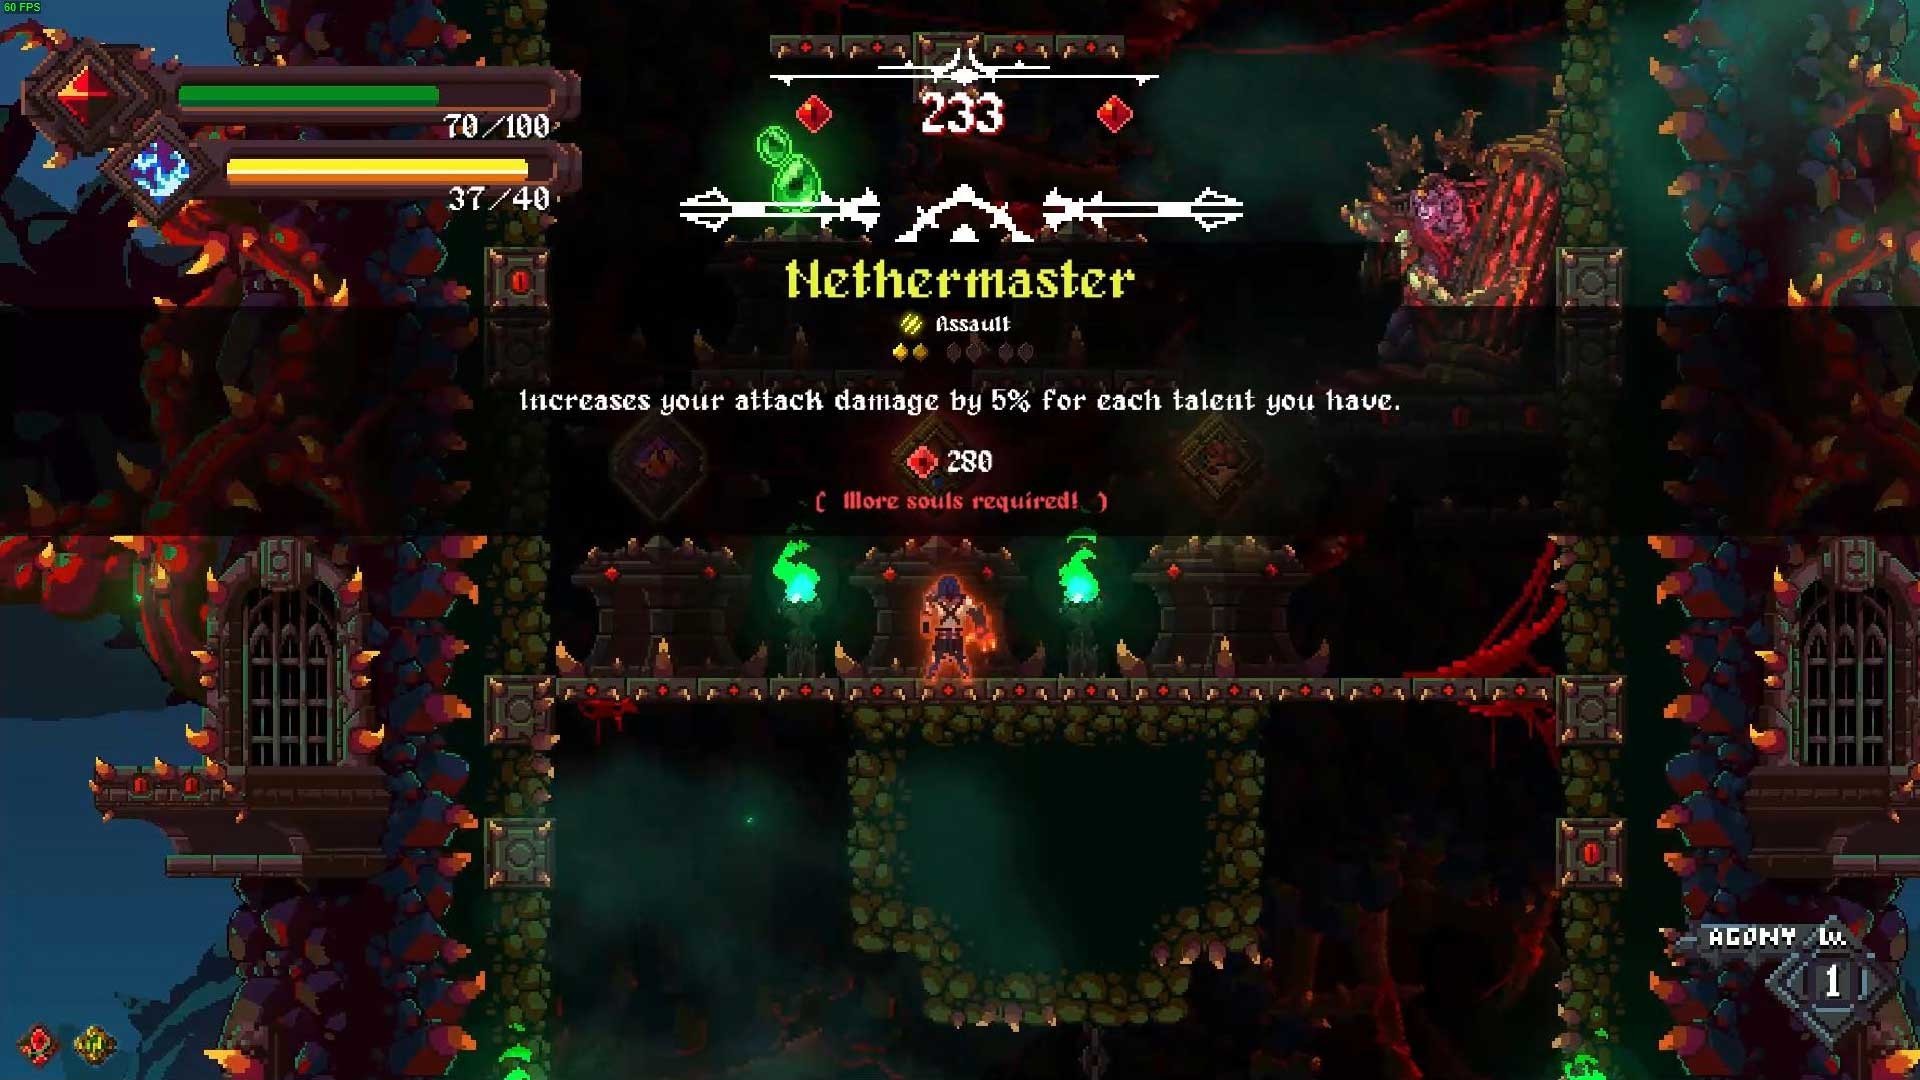 60 FPS
70/100
37/40
233
Nethermaster
Assault
Increases your attack damage by 5% for each talent you have.
280
( More souls required! )
AGONY Lv.
1